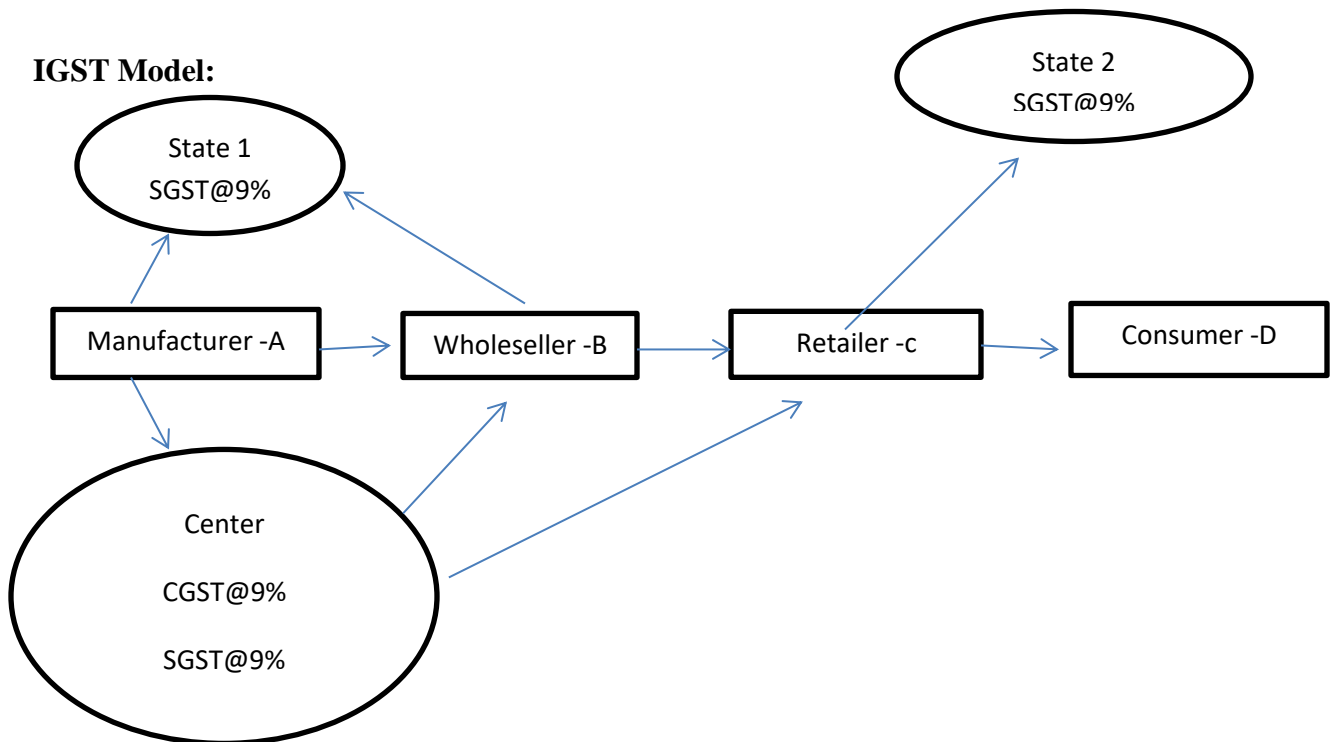 IGST Model:
State 2
SGST@9%
State 1
SGST@9%
Manufacturer -A
Wholeseller -B
Retailer -c
Consumer -D
Center
CGST@9%
SGST@9%